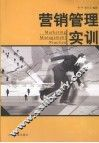 营销管理
Marketing
Management
Practice
实训